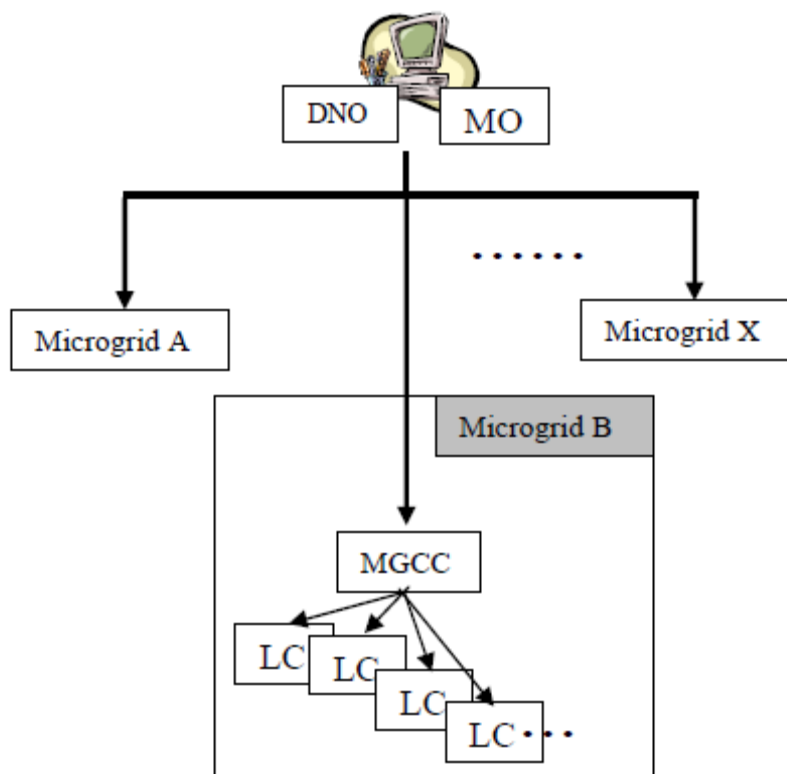 DNO
MO
......
Microgrid A
Microgrid X
Microgrid B
MGCC
LC
LC
LC
LC ...